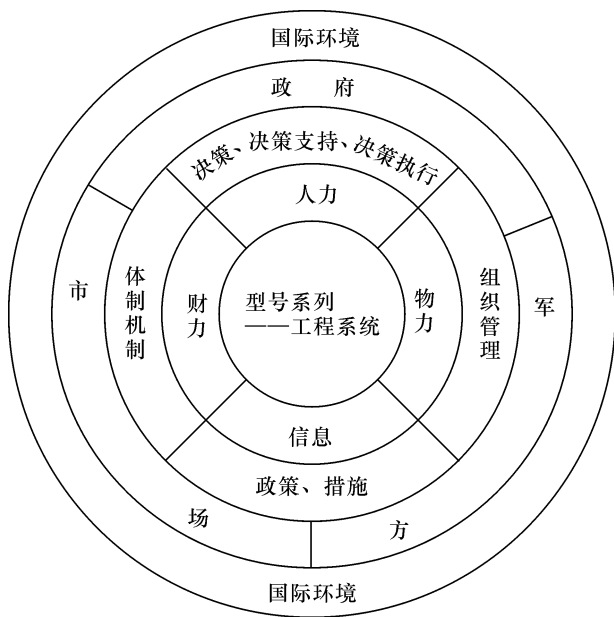 国际环境
政 府
决策、决策支持、决策执行
人力
市
体制机制
财力
型号系列
——工程系统
物力
组织管理
军
信息
政策、措施
场
方
国际环境